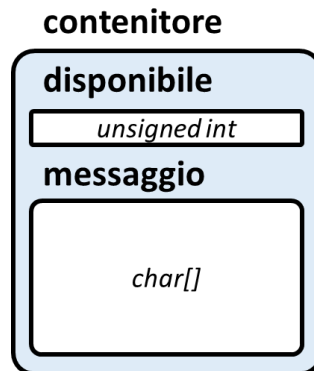 contenitore
disponibile
unsigned int
messaggio
char[]